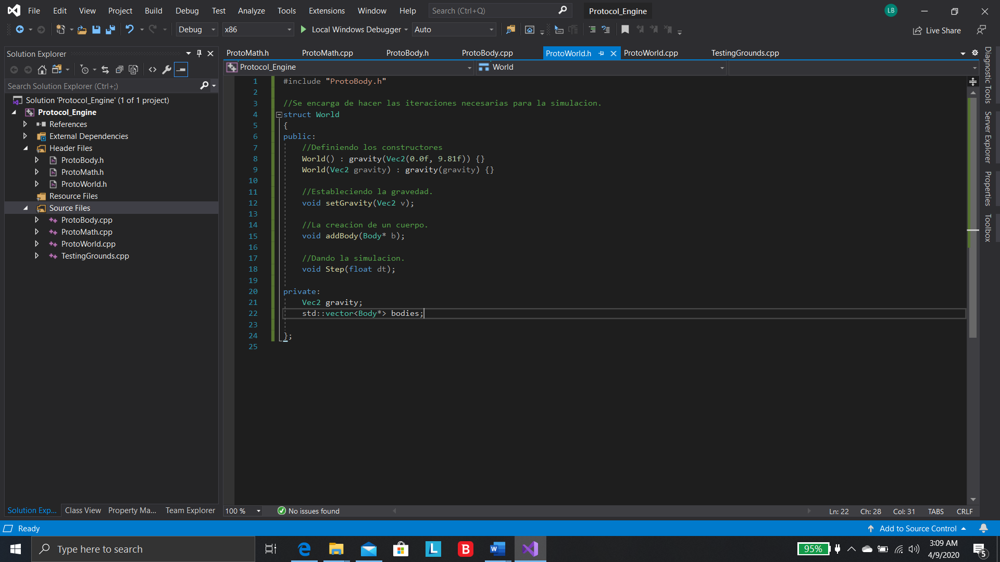 File Edit View Project Build Debug Test Analyze Tools Extensions Window Help Search (Ctrl+Q) Protocol_Engine LB
Debug x86 Local Windows Debugger Auto Live Share
Solution Explorer
Search Solution Explorer (Ctrl+;)
Solution 'Protocol_Engine' (1 of 1 project)
Protocol_Engine
References
External Dependencies
Header Files
ProtoBody.h
ProtoMath.h
ProtoWorld.h
Resource Files
Source Files
ProtoBody.cpp
ProtoMath.cpp
ProtoWorld.cpp
TestingGrounds.cpp
Solution Exp... Class View Property Ma... Team Explorer
ProtoMath.h ProtoMath.cpp ProtoBody.h ProtoBody.cpp ProtoWorld.h ProtoWorld.cpp TestingGrounds.cpp
Protocol_Engine World
1 #include "ProtoBody.h"
2
3 //Se encarga de hacer las iteraciones necesarias para la simulacion.
4 struct World
5 {
6 public:
7 //Definiendo los constructores
8 World() : gravity(Vec2(0.0f, 9.81f)) {}
9 World(Vec2 gravity) : gravity(gravity) {}
10
11 //Estableciendo la gravedad.
12 void setGravity(Vec2 v);
13
14 //La creacion de un cuerpo.
15 void addBody(Body* b);
16
17 //Dando la simulacion.
18 void Step(float dt);
19
20 private:
21 Vec2 gravity;
22 std::vector<Body*> bodies;
23
24 };
25
100 % No issues found Ln: 22 Ch: 28 Col: 31 TABS CRLF
Diagnostic Tools
Server Explorer
Properties
Toolbox
Ready Add to Source Control
Type here to search L B W 95% 3:09 AM
4/9/2020 5